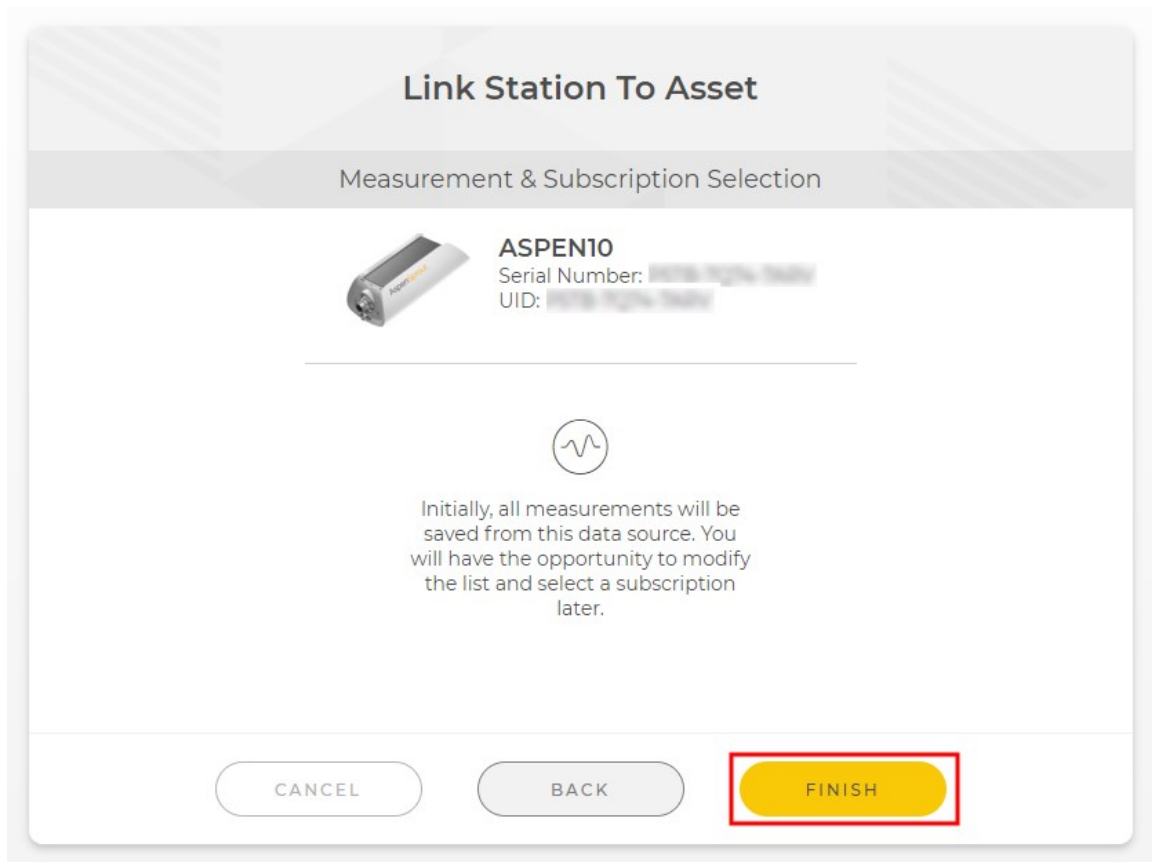 Link Station To Asset
Measurement & Subscription Selection
ASPEN10
Serial Number:
UID:
Initially, all measurements will be
saved from this data source. You
will have the opportunity to modify
the list and select a subscription
later.
CANCEL
BACK
FINISH